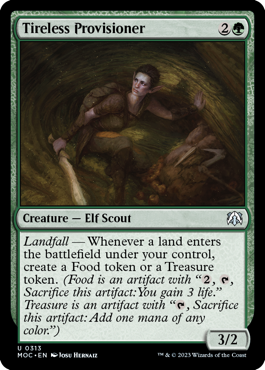 Tireless Provisioner 2
Creature — Elf Scout
Landfall — Whenever a land enters
the battlefield under your control,
create a Food token or a Treasure
token. (Food is an artifact with “2, ,
Sacrifice this artifact:You gain 3 life.”
Treasure is an artifact with “ , Sacrifice
this artifact: Add one mana of any
color.”)
3/2
U 0313
MOC • EN Josu Hernaiz
™ & © 2023 Wizards of the Coast